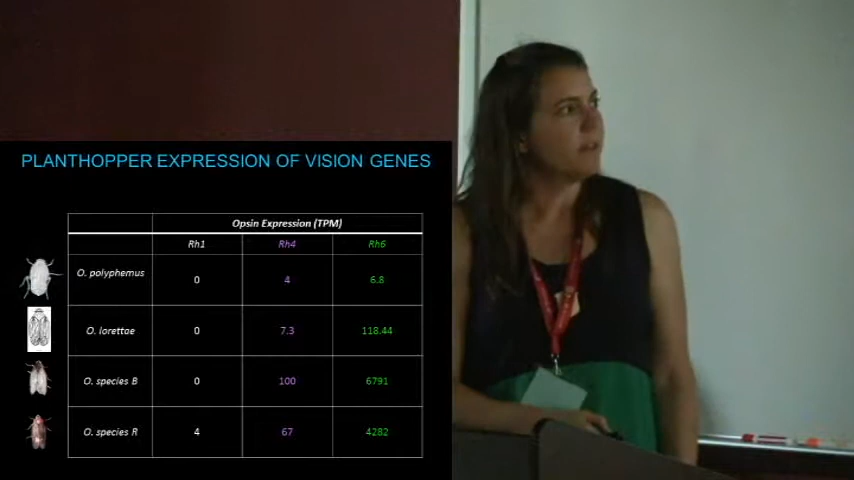 PLANTHOPPER EXPRESSION OF VISION GENES
Opsin Expression (TPM)
Rh1 Rh4 Rh6
O. polyphemus 0 4 6.8
O. lorettae 0 7.3 118.44
O. species B 0 100 6791
O. species R 4 67 4282